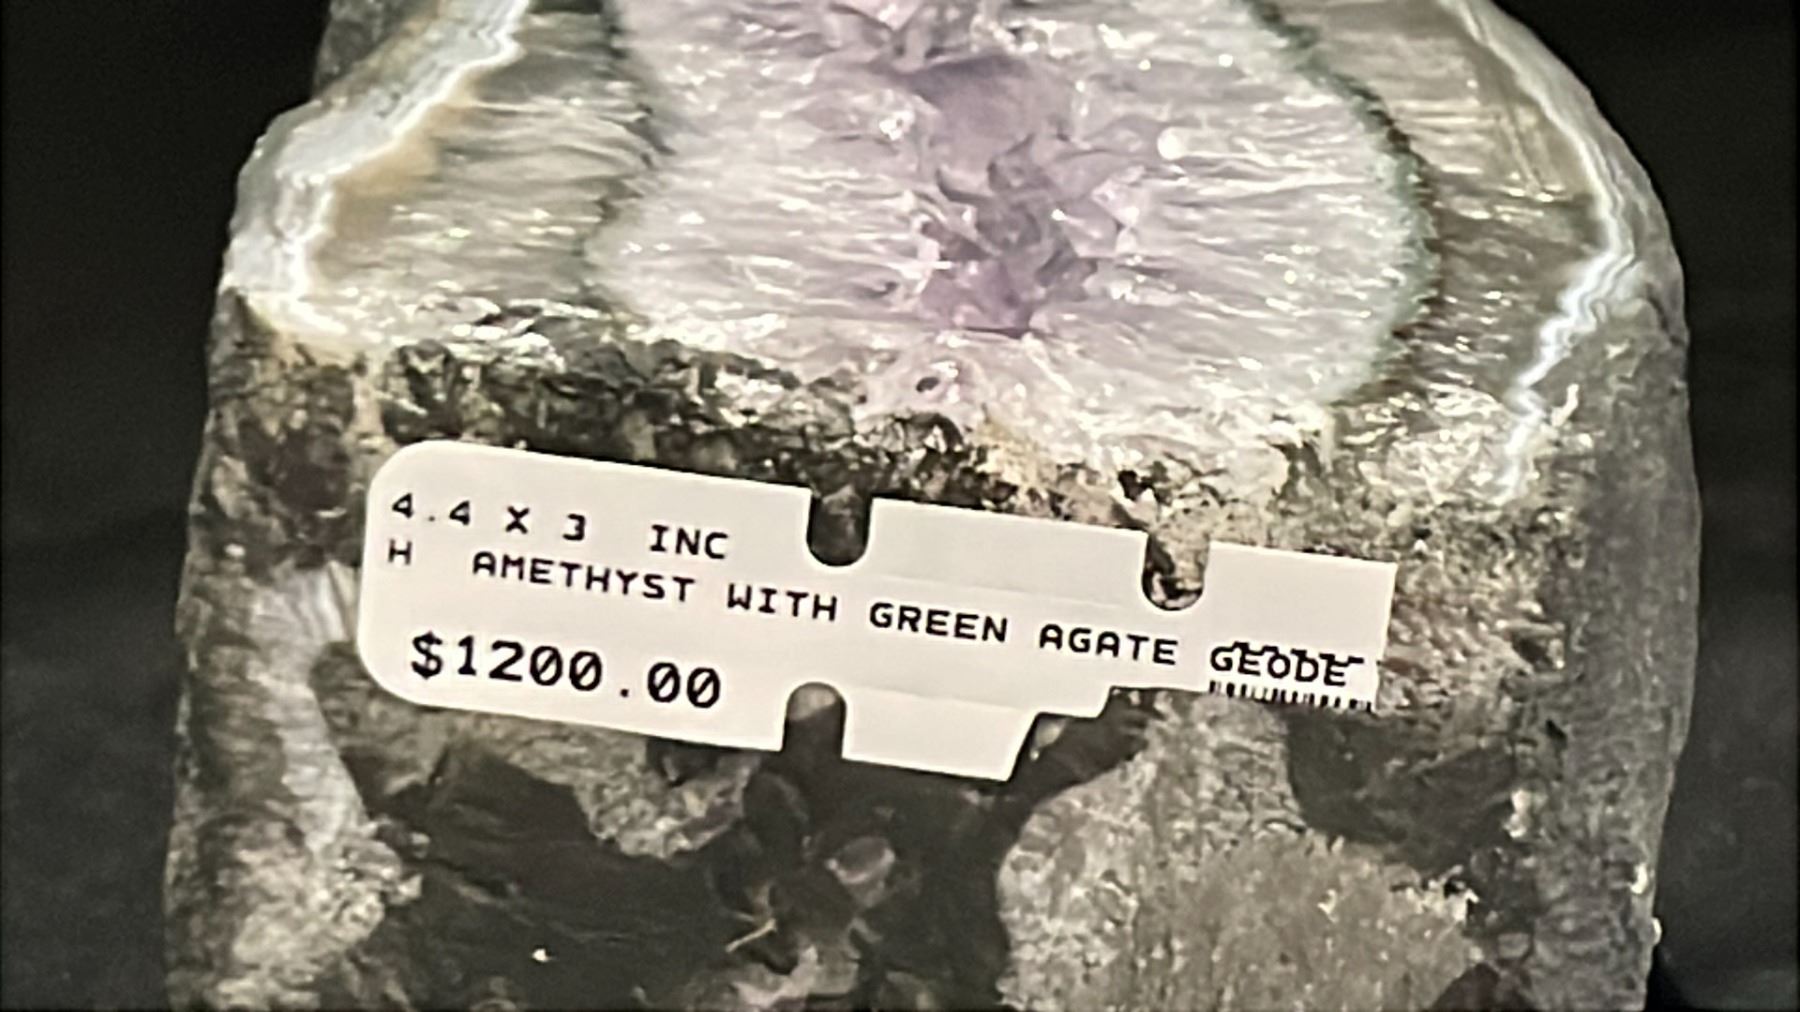 4.4 X 3 INC
H AMETHYST WITH GREEN AGATE GEODE
$1200.00